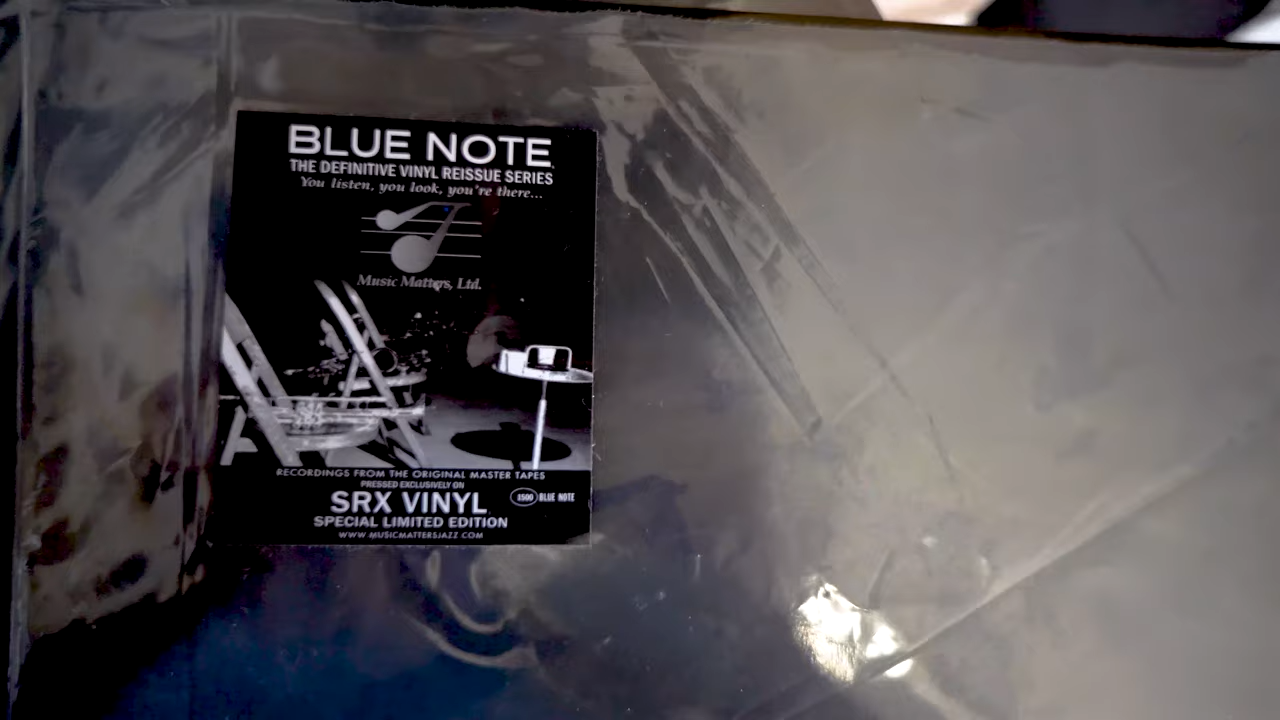 BLUE NOTE
THE DEFINITIVE VINYL REISSUE SERIES
You listen, you look, you're there...
Music Matters, Ltd.
RECORDINGS FROM THE ORIGINAL MASTER TAPES
PRESSED EXCLUSIVELY ON
SRX VINYL
1500 BLUE NOTE
SPECIAL LIMITED EDITION
WWW.MUSICMATTERSJAZZ.COM